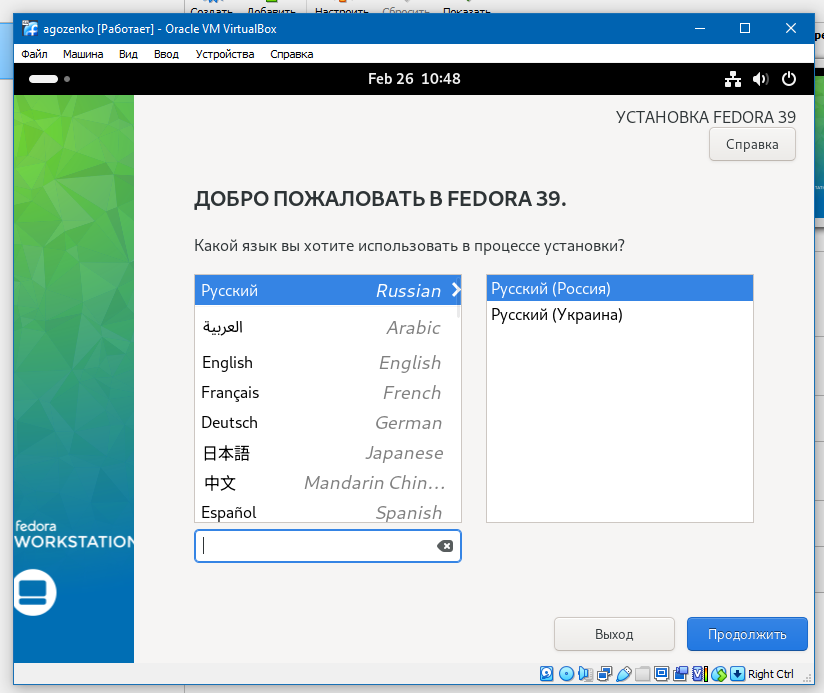 Создать Добавить Настроить Сбросить Показать
agozenko [Работает] - Oracle VM VirtualBox
Файл Машина Вид Ввод Устройства Справка
Feb 26 10:48
УСТАНОВКА FEDORA 39
Справка
ДОБРО ПОЖАЛОВАТЬ В FEDORA 39.
Какой язык вы хотите использовать в процессе установки?
Русский Russian
العربية Arabic
English English
Français French
Deutsch German
日本語 Japanese
中文 Mandarin Chin...
Español Spanish
Русский (Россия)
Русский (Украина)
fedora
WORKSTATION
Выход Продолжить
Right Ctrl